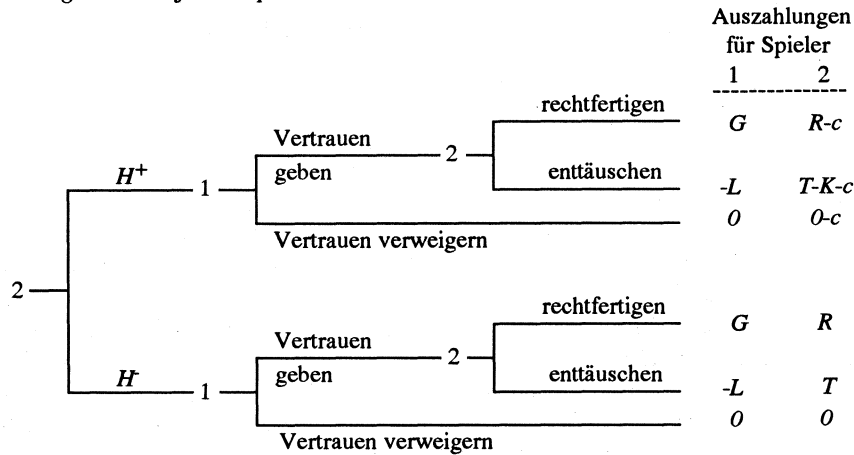 Auszahlungen
für Spieler
1 2
rechtfertigen
G R-c
Vertrauen
2
geben
enttäuschen
-L T-K-c
H+
1
0 0-c
Vertrauen verweigern
2
rechtfertigen
G R
Vertrauen
2
geben
enttäuschen
-L T
H-
1
0 0
Vertrauen verweigern